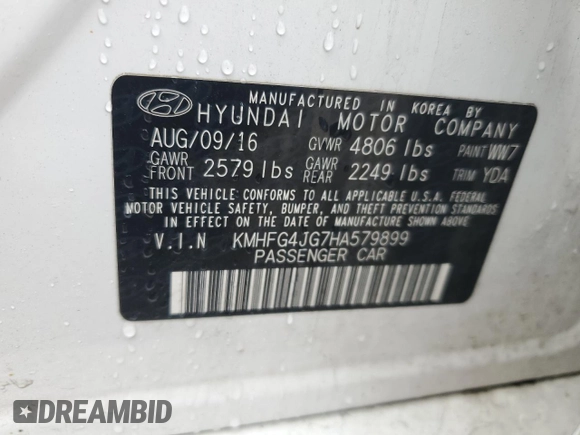 MANUFACTURED IN KOREA BY
HYUNDAI MOTOR COMPANY
AUG/09/16 GVWR 4806 lbs PAINT WW7
GAWR FRONT 2579 lbs GAWR REAR 2249 lbs TRIM YDA
THIS VEHICLE CONFORMS TO ALL APPLICABLE U.S.A. FEDERAL
MOTOR VEHICLE SAFETY, BUMPER, AND THEFT PREVENTION STANDARDS
IN EFFECT ON THE DATE OF MANUFACTURE SHOWN ABOVE
V.I.N KMHFG4JG7HA579899
PASSENGER CAR
DREAMBID